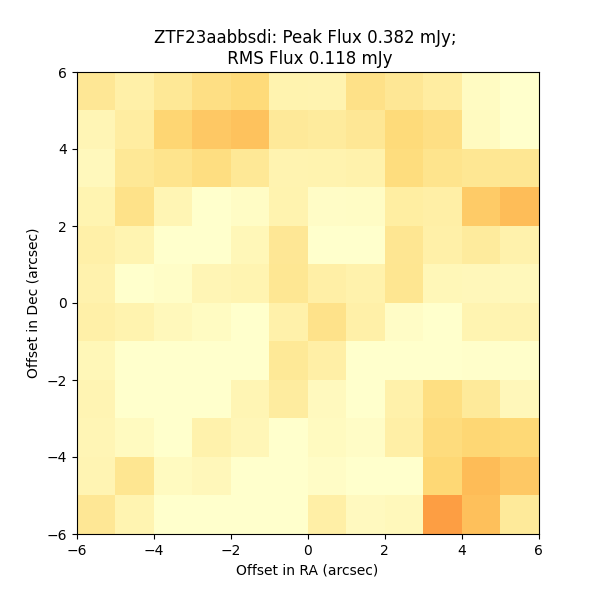 ZTF23aabbsdi: Peak Flux 0.382 mJy;
RMS Flux 0.118 mJy
6
4
2
0
−2
−4
−6
Offset in Dec (arcsec)
−6 −4 −2 0 2 4 6
Offset in RA (arcsec)